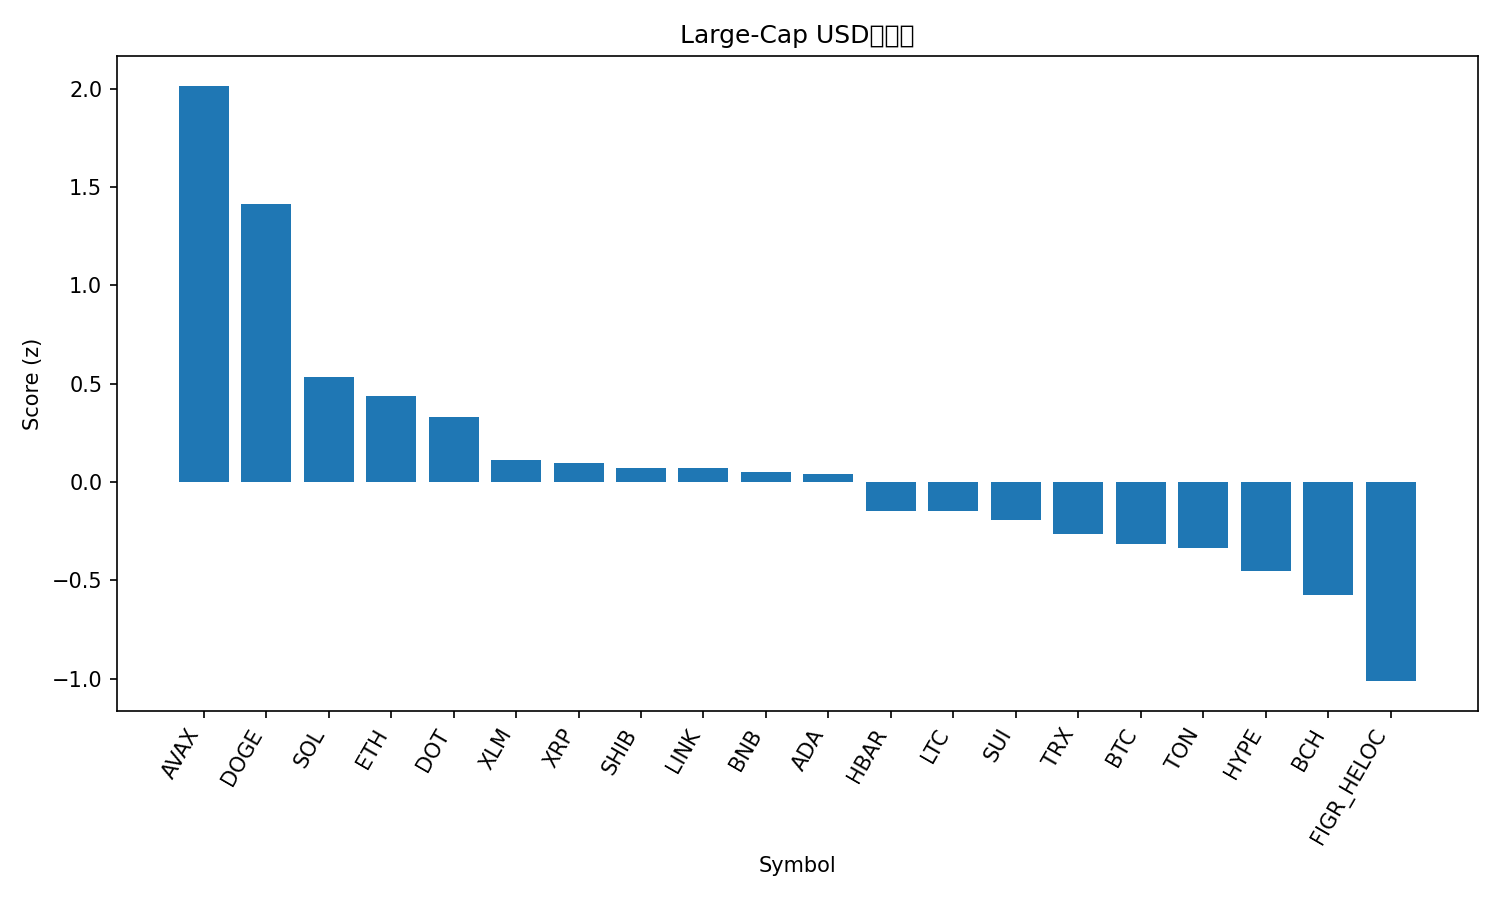 Large-Cap USD
Score (z)
2.0
1.5
1.0
0.5
0.0
−0.5
−1.0
AVAX
DOGE
SOL
ETH
DOT
XLM
XRP
SHIB
LINK
BNB
ADA
HBAR
LTC
SUI
TRX
BTC
TON
HYPE
BCH
FIGR_HELOC
Symbol